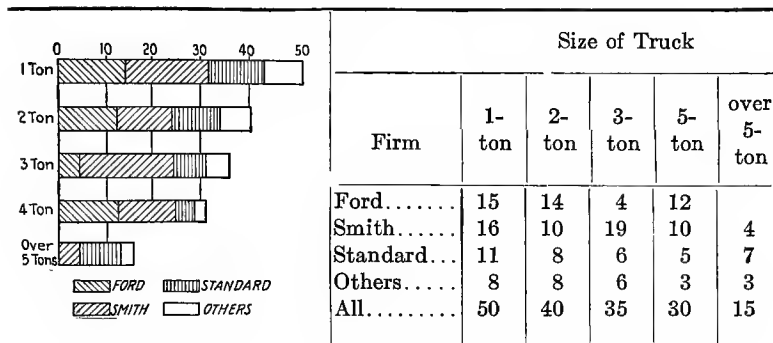 0 10 20 30 40 50
1 Ton
2 Ton
3 Ton
4 Ton
Over
5 Tons
FORD STANDARD
SMITH OTHERS
Size of Truck
Firm 1-ton 2-ton 3-ton 5-ton over 5-ton
Ford....... 15 14 4 12
Smith...... 16 10 19 10 4
Standard... 11 8 6 5 7
Others..... 8 8 6 3 3
All......... 50 40 35 30 15